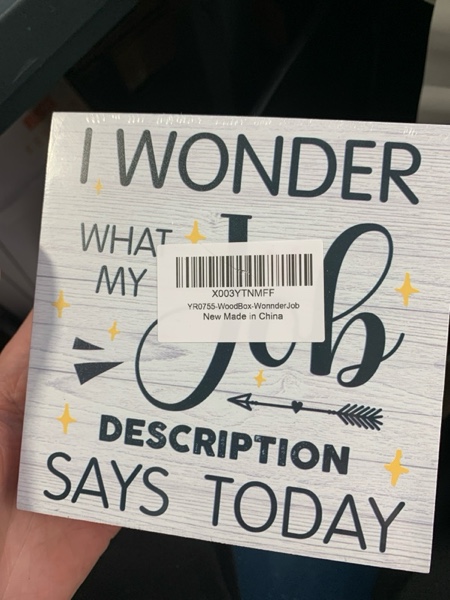 I WONDER
WHAT
MY
Job
X003YTNMFF
YR0755-WoodBox-WonnderJob
New Made in China
DESCRIPTION
SAYS TODAY